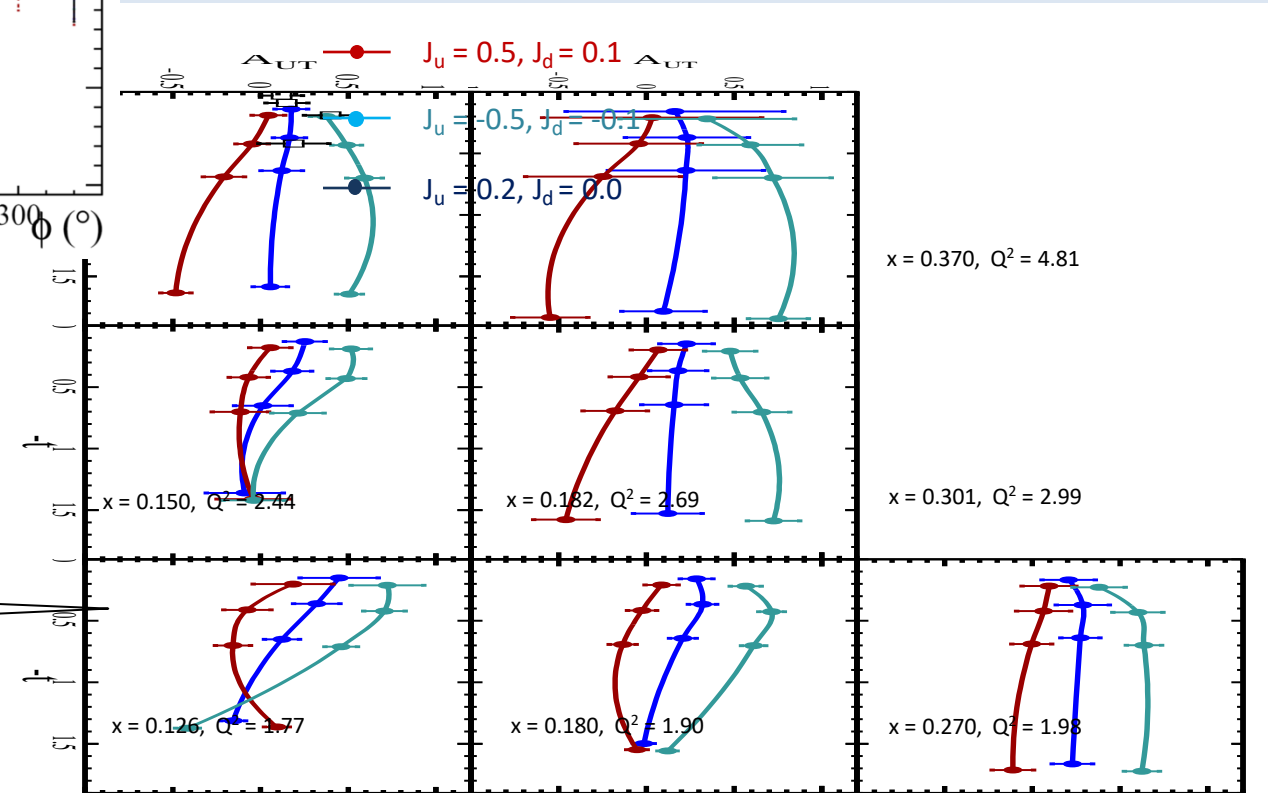 A_UT
A_UT
J_u = 0.5, J_d = 0.1
J_u = -0.5, J_d = -0.1
J_u = 0.2, J_d = 0.0
-0.5 0 0.5 1
-0.5 0 0.5 1
300
ϕ (°)
1.5
x = 0.370, Q² = 4.81
0.5
1
1.5
-t
x = 0.150, Q² = 2.44
x = 0.182, Q² = 2.69
x = 0.301, Q² = 2.99
0.5
1
1.5
-t
x = 0.126, Q² = 1.77
x = 0.180, Q² = 1.90
x = 0.270, Q² = 1.98